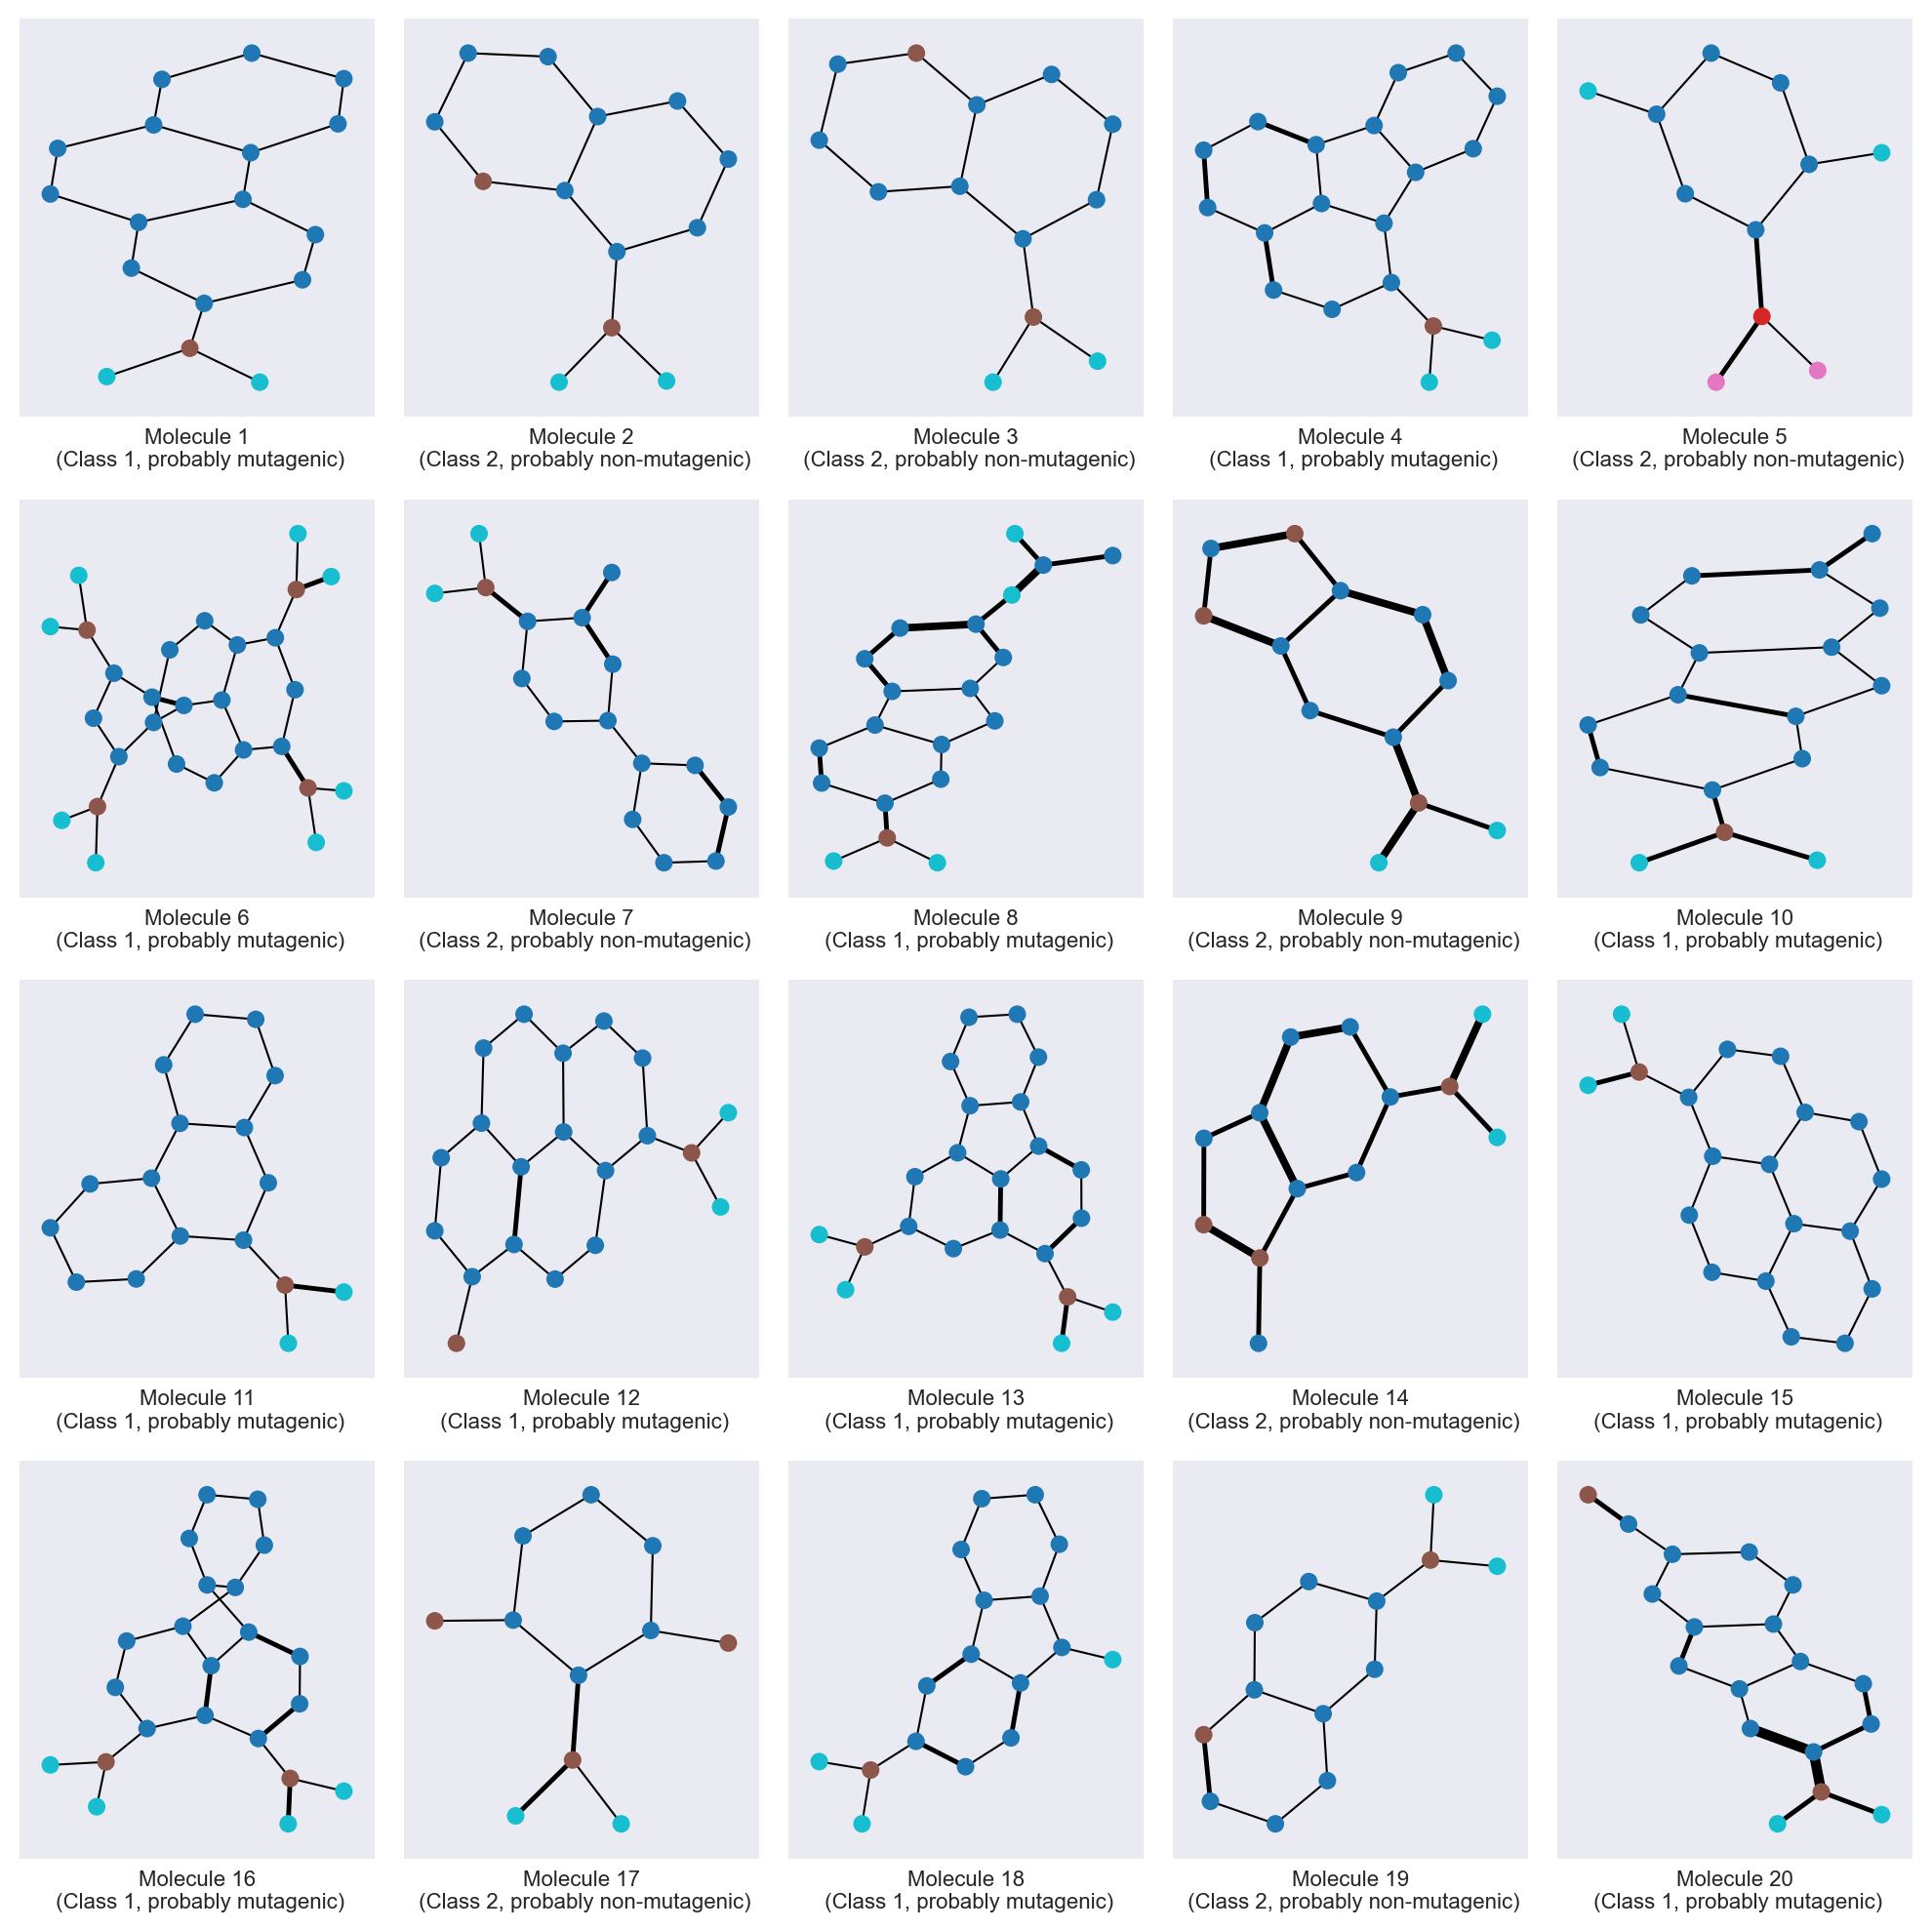 Molecule 1
(Class 1, probably mutagenic)
Molecule 2
(Class 2, probably non-mutagenic)
Molecule 3
(Class 2, probably non-mutagenic)
Molecule 4
(Class 1, probably mutagenic)
Molecule 5
(Class 2, probably non-mutagenic)
Molecule 6
(Class 1, probably mutagenic)
Molecule 7
(Class 2, probably non-mutagenic)
Molecule 8
(Class 1, probably mutagenic)
Molecule 9
(Class 2, probably non-mutagenic)
Molecule 10
(Class 1, probably mutagenic)
Molecule 11
(Class 1, probably mutagenic)
Molecule 12
(Class 1, probably mutagenic)
Molecule 13
(Class 1, probably mutagenic)
Molecule 14
(Class 2, probably non-mutagenic)
Molecule 15
(Class 1, probably mutagenic)
Molecule 16
(Class 1, probably mutagenic)
Molecule 17
(Class 2, probably non-mutagenic)
Molecule 18
(Class 1, probably mutagenic)
Molecule 19
(Class 2, probably non-mutagenic)
Molecule 20
(Class 1, probably mutagenic)